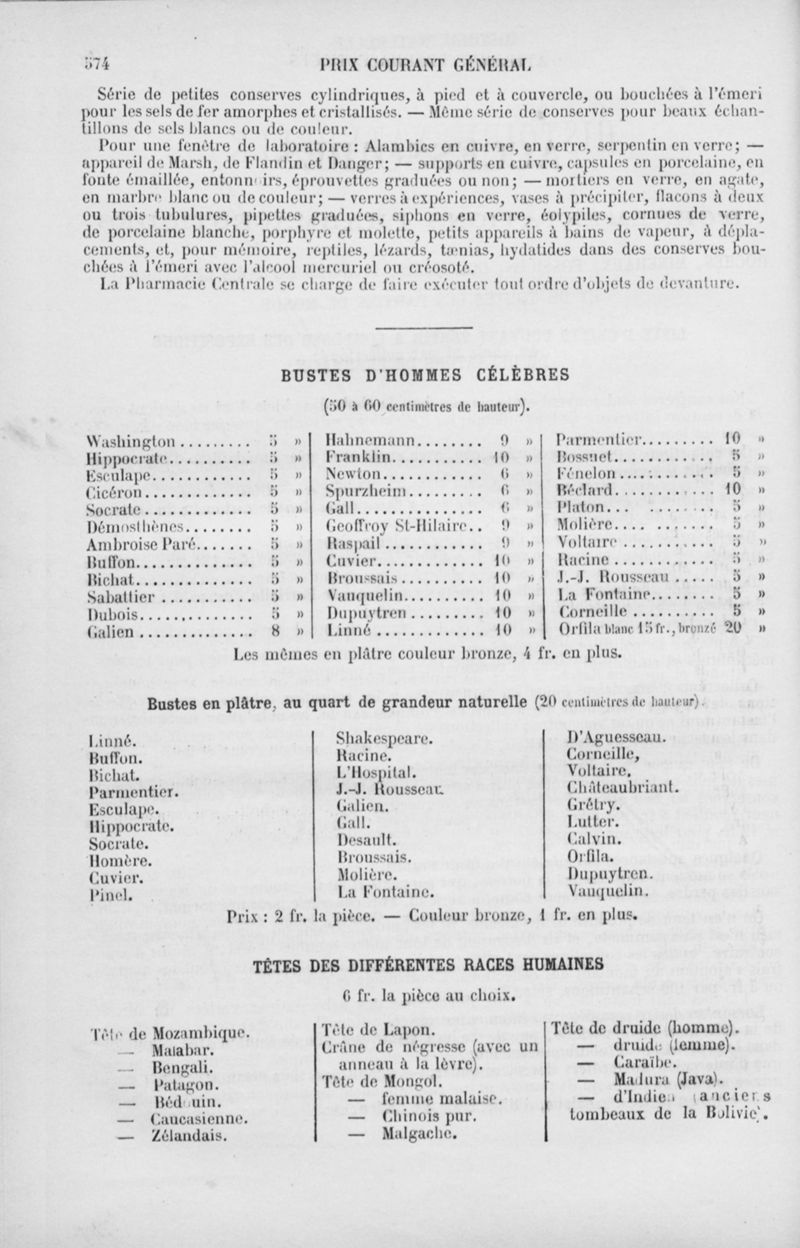 574
PRIX COURANT GÉNÉRAL
Série de petites conserves cylindriques, à pied et à couvercle, ou bouchées à l'émeri
pour les sels de fer amorphes et cristallisés. — Même série de conserves pour beaux échan-
tillons de sels blancs ou de couleur.
Pour une fenêtre de laboratoire : Alambics en cuivre, en verre, serpentin en verre; —
appareil de Marsh, de Flandin et Danger; — supports en cuivre, capsules en porcelaine, en
fonte émaillée, entonnoirs, éprouvettes graduées ou non; — mortiers en verre, en agate,
en marbre blanc ou de couleur; — verres à expériences, vases à précipiter, flacons à deux
ou trois tubulures, pipettes graduées, siphons en verre, éolypiles, cornues de verre,
de porcelaine blanche, porphyre et molette, petits appareils à bains de vapeur, à dépla-
cements, et, pour mémoire, reptiles, lézards, tænias, hydatides dans des conserves bou-
chées à l'émeri avec l'alcool mercuriel ou créosoté.
La Pharmacie Centrale se charge de faire exécuter tout ordre d'objets de devanture.
BUSTES D'HOMMES CÉLÈBRES
(50 à 60 centimètres de hauteur).
Washington .......... 5 »
Hippocrate........... 5 »
Esculape............. 5 »
Cicéron.............. 5 »
Socrate.............. 5 »
Démosthènes......... 5 »
Ambroise Paré....... 5 »
Buffon............... 5 »
Bichat............... 5 »
Sabattier ............ 5 »
Dubois............... 5 »
Galien ............... 8 »
Hahnemann......... 9 »
Franklin............. 10 »
Newton.............. 6 »
Spurzheim.......... 6 »
Gall................. 6 »
Geoffroy St-Hilaire.. 9 »
Raspail .............. 9 »
Cuvier............... 10 »
Broussais............ 10 »
Vauquelin........... 10 »
Dupuytren .......... 10 »
Linné ............... 10 »
Parmentier.......... 10 »
Bossuet.............. 5 »
Fénelon............. 5 »
Béclard.............. 10 »
Platon............... 5 »
Molière.............. 5 »
Voltaire ............. 5 »
Racine ............... 5 »
J.-J. Rousseau ..... 5 »
La Fontaine......... 5 »
Corneille ............ 5 »
Orfila blanc 15 fr., bronzé 20 »
Les mêmes en plâtre couleur bronze, 4 fr. en plus.
Bustes en plâtre, au quart de grandeur naturelle (20 centimètres de hauteur).
Linné.
Buffon.
Bichat.
Parmentier.
Esculape.
Hippocrate.
Socrate.
Homère.
Cuvier.
Pinel.
Shakespeare.
Racine.
L'Hospital.
J.-J. Rousseau.
Galien.
Gall.
Desault.
Broussais.
Molière.
La Fontaine.
D'Aguesseau.
Corneille,
Voltaire,
Châteaubriant.
Grétry.
Lutter.
Calvin.
Orfila.
Dupuytren.
Vauquelin.
Prix : 2 fr. la pièce. — Couleur bronze, 1 fr. en plus.
TÊTES DES DIFFÉRENTES RACES HUMAINES
6 fr. la pièce au choix.
Tête de Mozambique.
— Malabar.
— Bengali.
— Patagon.
— Bédouin.
— Caucasienne.
— Zélandais.
Tête de Lapon.
Crâne de négresse (avec un
anneau à la lèvre).
Tête de Mongol.
— femme malaise.
— Chinois pur.
— Malgache.
Tête de druide (homme).
— druide (femme).
— Caraïbe.
— Madura (Java).
— d'Indien (anciens
tombeaux de la Bolivie).